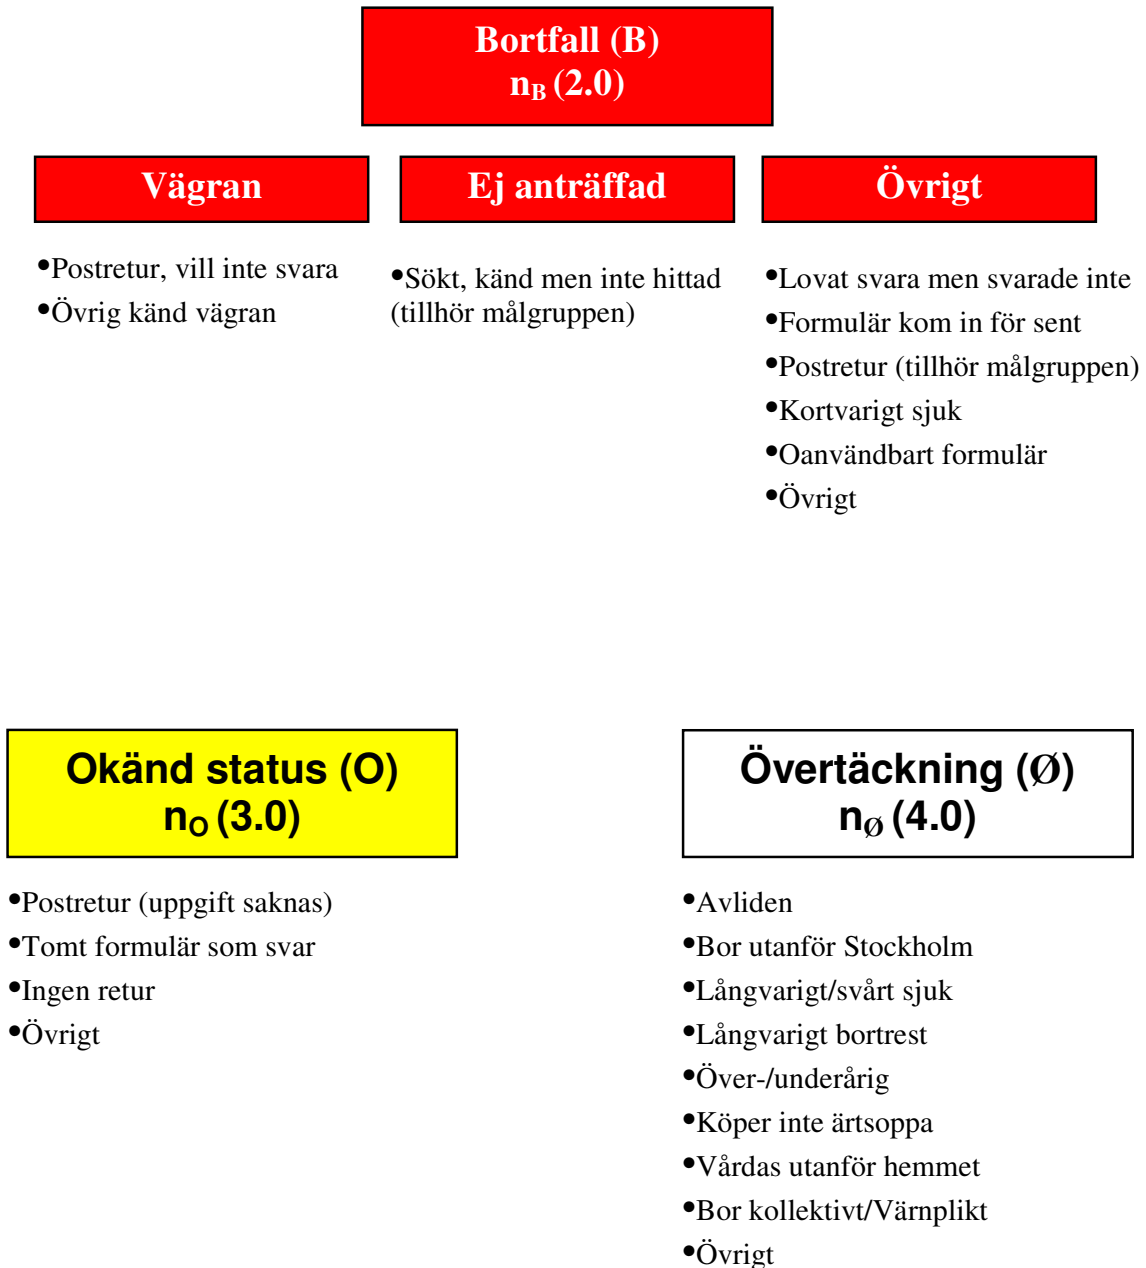 Bortfall (B)
n_B (2.0)
Vägran
•Postretur, vill inte svara
•Övrig känd vägran
Ej anträffad
•Sökt, känd men inte hittad
(tillhör målgruppen)
Övrigt
•Lovat svara men svarade inte
•Formulär kom in för sent
•Postretur (tillhör målgruppen)
•Kortvarigt sjuk
•Oanvändbart formulär
•Övrigt
Okänd status (O)
n_O (3.0)
•Postretur (uppgift saknas)
•Tomt formulär som svar
•Ingen retur
•Övrigt
Övertäckning (Ø)
n_Ø (4.0)
•Avliden
•Bor utanför Stockholm
•Långvarigt/svårt sjuk
•Långvarigt bortrest
•Över-/underårig
•Köper inte ärtsoppa
•Vårdas utanför hemmet
•Bor kollektivt/Värnplikt
•Övrigt